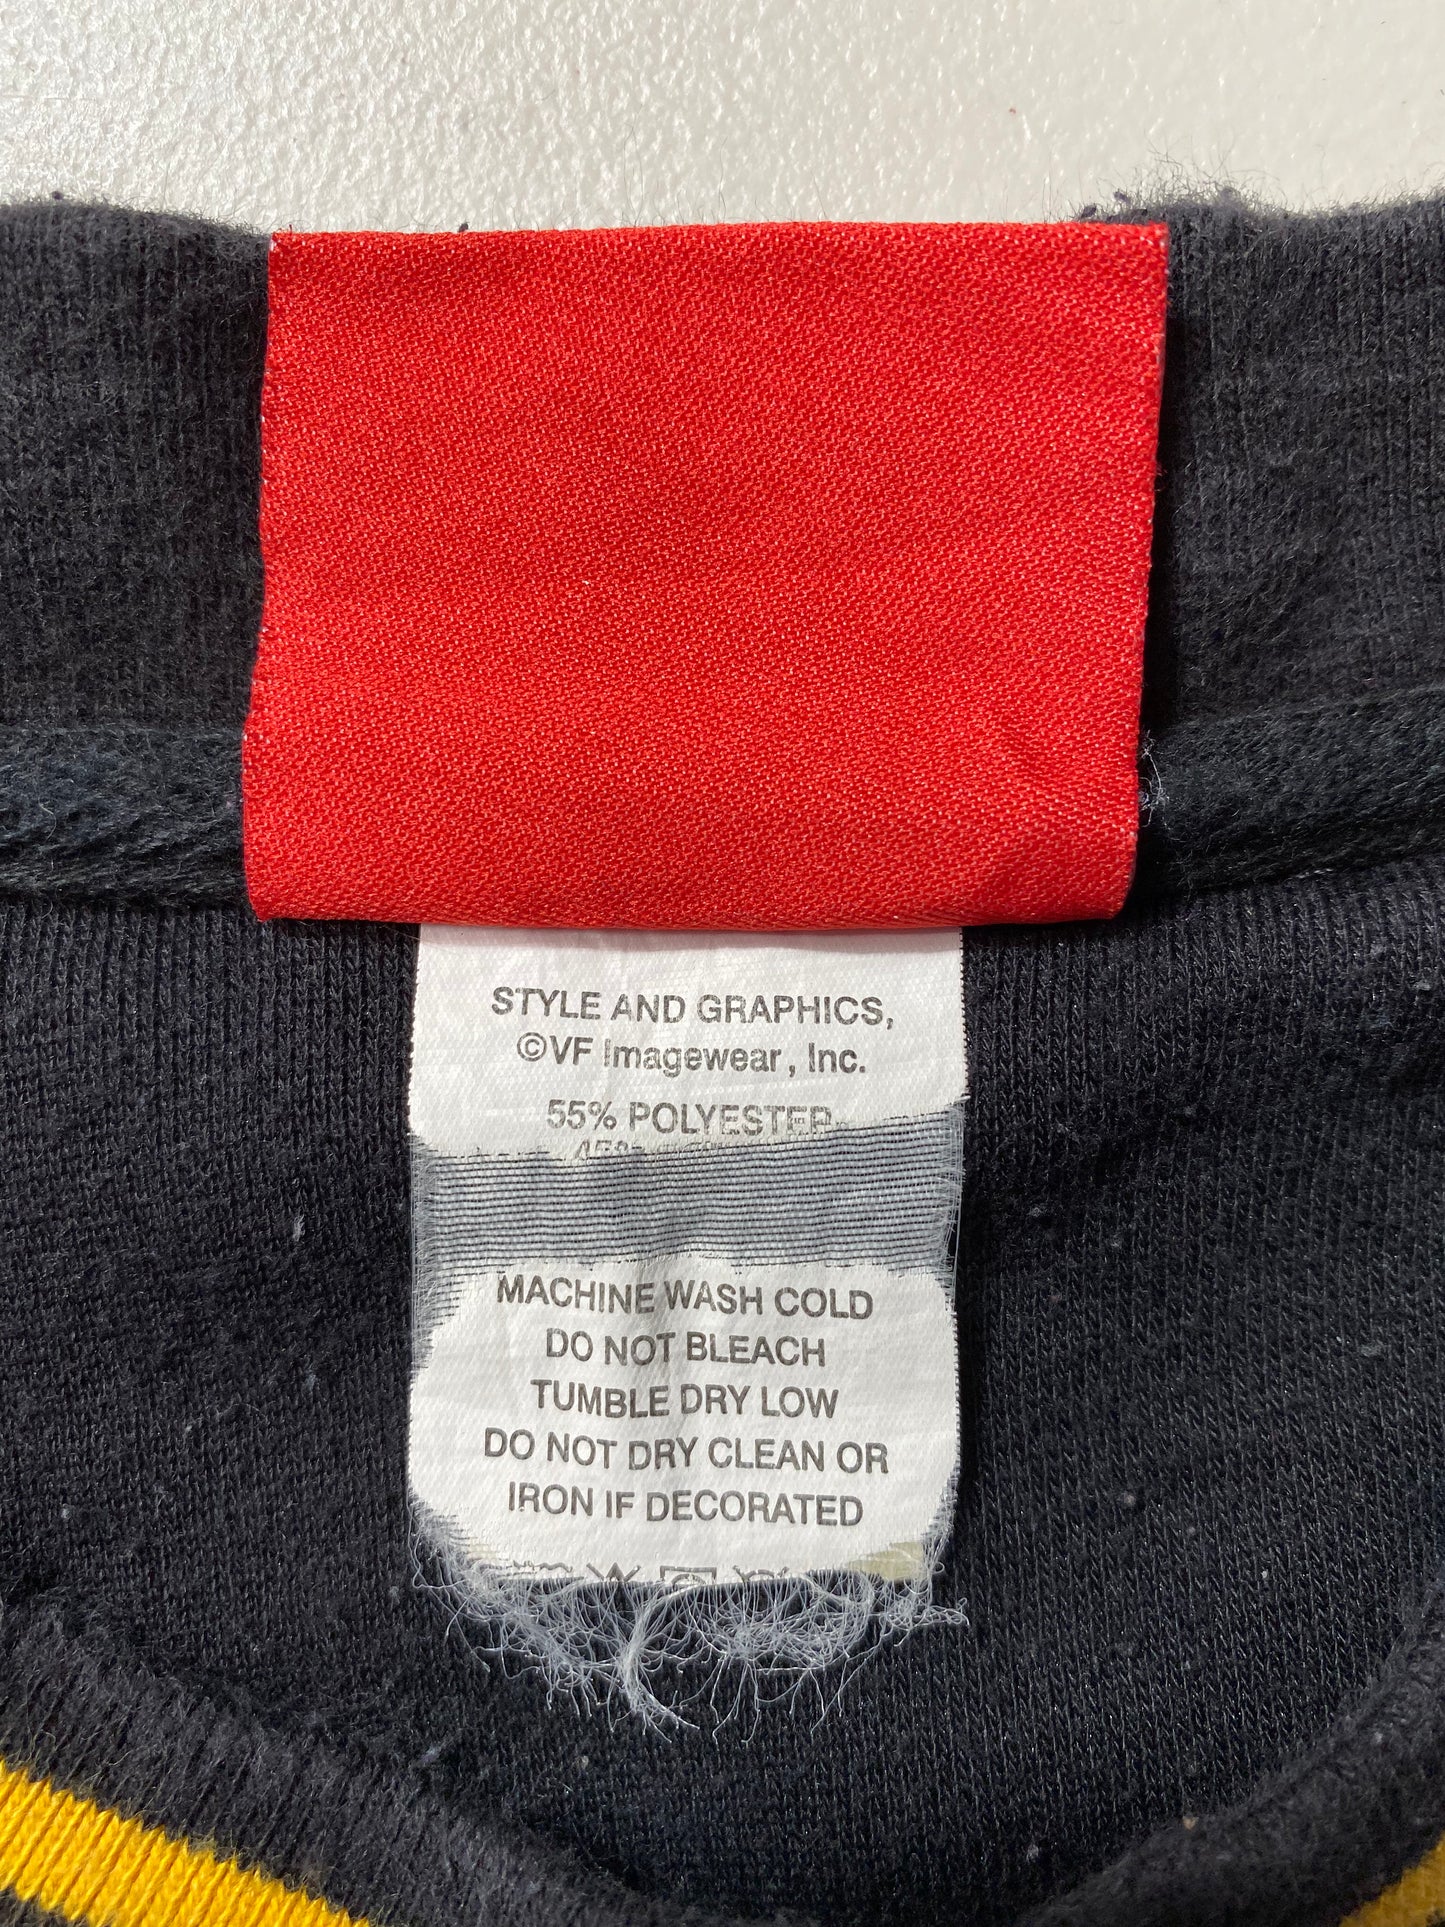 STYLE AND GRAPHICS,
©VF Imagewear, Inc.
55% POLYESTER
45%
MACHINE WASH COLD
DO NOT BLEACH
TUMBLE DRY LOW
DO NOT DRY CLEAN OR
IRON IF DECORATED